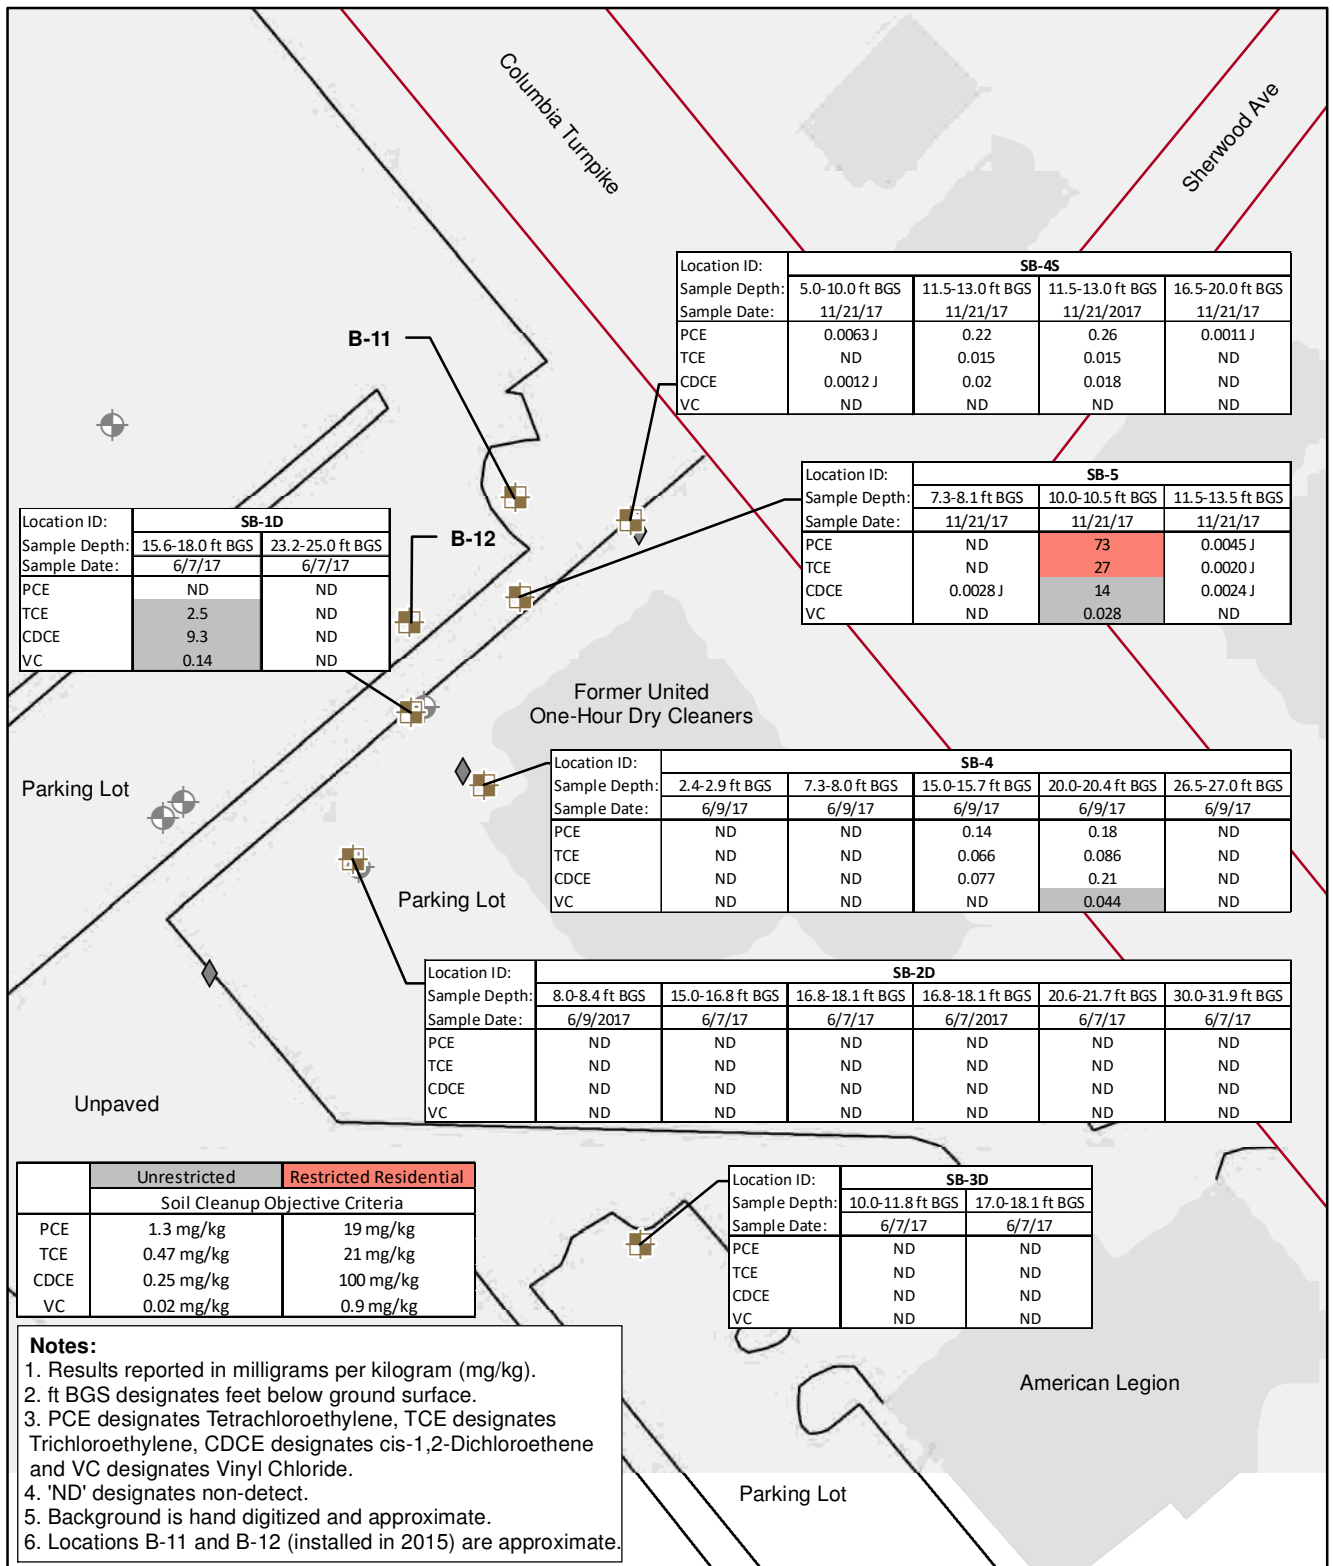 Columbia Turnpike
Sherwood Ave
Location ID: SB-4S
Sample Depth: 5.0-10.0 ft BGS 11.5-13.0 ft BGS 11.5-13.0 ft BGS 16.5-20.0 ft BGS
Sample Date: 11/21/17 11/21/17 11/21/2017 11/21/17
PCE 0.0063 J 0.22 0.26 0.0011 J
TCE ND 0.015 0.015 ND
CDCE 0.0012 J 0.02 0.018 ND
VC ND ND ND ND
B-11
Location ID: SB-5
Sample Depth: 7.3-8.1 ft BGS 10.0-10.5 ft BGS 11.5-13.5 ft BGS
Sample Date: 11/21/17 11/21/17 11/21/17
PCE ND 73 0.0045 J
TCE ND 27 0.0020 J
CDCE 0.0028 J 14 0.0024 J
VC ND 0.028 ND
Location ID: SB-1D
Sample Depth: 15.6-18.0 ft BGS 23.2-25.0 ft BGS
Sample Date: 6/7/17 6/7/17
PCE ND ND
TCE 2.5 ND
CDCE 9.3 ND
VC 0.14 ND
B-12
Former United
One-Hour Dry Cleaners
Parking Lot
Location ID: SB-4
Sample Depth: 2.4-2.9 ft BGS 7.3-8.0 ft BGS 15.0-15.7 ft BGS 20.0-20.4 ft BGS 26.5-27.0 ft BGS
Sample Date: 6/9/17 6/9/17 6/9/17 6/9/17 6/9/17
PCE ND ND 0.14 0.18 ND
TCE ND ND 0.066 0.086 ND
CDCE ND ND 0.077 0.21 ND
VC ND ND ND 0.044 ND
Parking Lot
Location ID: SB-2D
Sample Depth: 8.0-8.4 ft BGS 15.0-16.8 ft BGS 16.8-18.1 ft BGS 16.8-18.1 ft BGS 20.6-21.7 ft BGS 30.0-31.9 ft BGS
Sample Date: 6/9/2017 6/7/17 6/7/17 6/7/2017 6/7/17 6/7/17
PCE ND ND ND ND ND ND
TCE ND ND ND ND ND ND
CDCE ND ND ND ND ND ND
VC ND ND ND ND ND ND
Unpaved
Unrestricted Restricted Residential
Soil Cleanup Objective Criteria
PCE 1.3 mg/kg 19 mg/kg
TCE 0.47 mg/kg 21 mg/kg
CDCE 0.25 mg/kg 100 mg/kg
VC 0.02 mg/kg 0.9 mg/kg
Location ID: SB-3D
Sample Depth: 10.0-11.8 ft BGS 17.0-18.1 ft BGS
Sample Date: 6/7/17 6/7/17
PCE ND ND
TCE ND ND
CDCE ND ND
VC ND ND
Notes:
1. Results reported in milligrams per kilogram (mg/kg).
2. ft BGS designates feet below ground surface.
3. PCE designates Tetrachloroethylene, TCE designates
Trichloroethylene, CDCE designates cis-1,2-Dichloroethene
and VC designates Vinyl Chloride.
4. 'ND' designates non-detect.
5. Background is hand digitized and approximate.
6. Locations B-11 and B-12 (installed in 2015) are approximate.
American Legion
Parking Lot